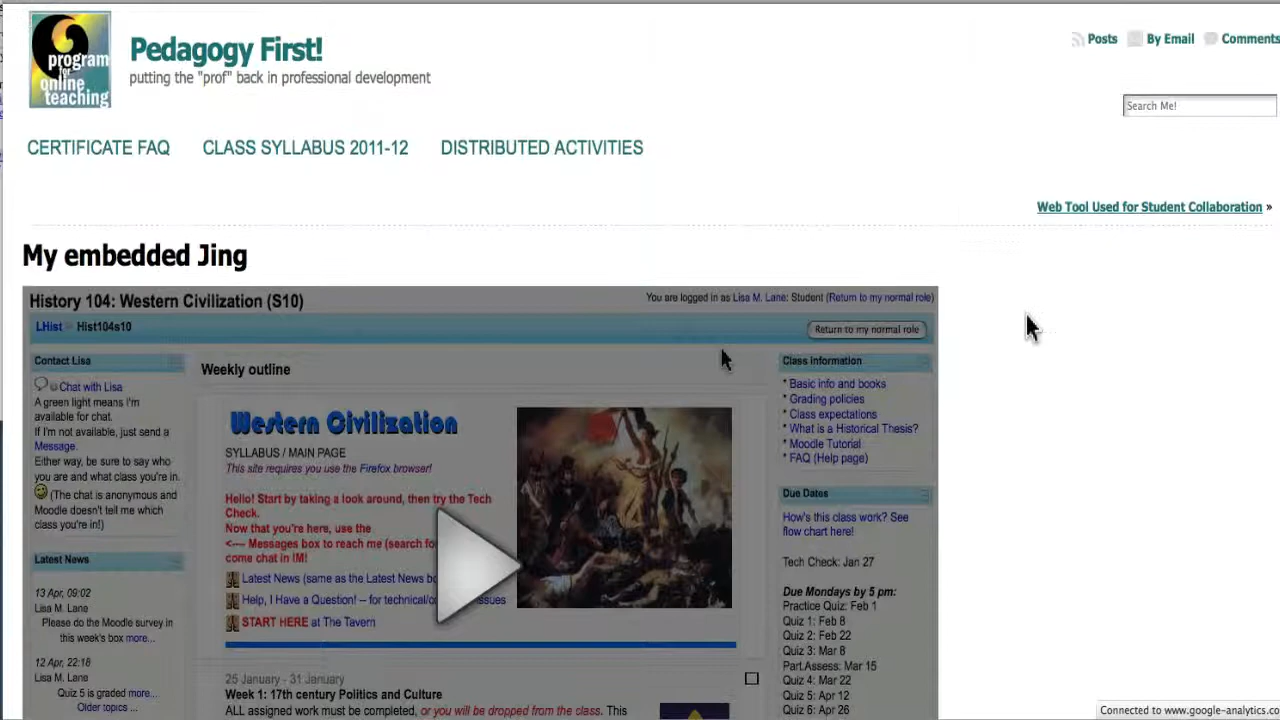 program
for
online
teaching
Pedagogy First!
putting the "prof" back in professional development
Posts
By Email
Comments
Search Me!
CERTIFICATE FAQ
CLASS SYLLABUS 2011-12
DISTRIBUTED ACTIVITIES
Web Tool Used for Student Collaboration »
My embedded Jing
History 104: Western Civilization (S10)
You are logged in as Lisa M. Lane: Student (Return to my normal role)
LHist » Hist104s10
Return to my normal role
Contact Lisa
Chat with Lisa
A green light means I'm
available for chat.
If I'm not available, just send a
Message.
Either way, be sure to say who
you are and what class you're in.
(The chat is anonymous and
Moodle doesn't tell me which
class you're in!)
Latest News
13 Apr, 09:02
Lisa M. Lane
Please do the Moodle survey in
this week's box more...
12 Apr, 22:18
Lisa M. Lane
Quiz 5 is graded more...
Older topics ...
Weekly outline
Western Civilization
SYLLABUS / MAIN PAGE
This site requires you use the Firefox browser!
Hello! Start by taking a look around, then try the Tech
Check.
Now that you're here, use the
<---- Messages box to reach me (search fo
come chat in IM!
Latest News (same as the Latest News bo
Help, I Have a Question! -- for technical/co issues
START HERE at The Tavern
25 January - 31 January
Week 1: 17th century Politics and Culture
ALL assigned work must be completed, or you will be dropped from the class. This
Class information
* Basic info and books
* Grading policies
* Class expectations
* What is a Historical Thesis?
* Moodle Tutorial
* FAQ (Help page)
Due Dates
How's this class work? See
flow chart here!
Tech Check: Jan 27
Due Mondays by 5 pm:
Practice Quiz: Feb 1
Quiz 1: Feb 8
Quiz 2: Feb 22
Quiz 3: Mar 8
Part.Assess: Mar 15
Quiz 4: Mar 22
Quiz 5: Apr 12
Quiz 6: Apr 26
Connected to www.google-analytics.co